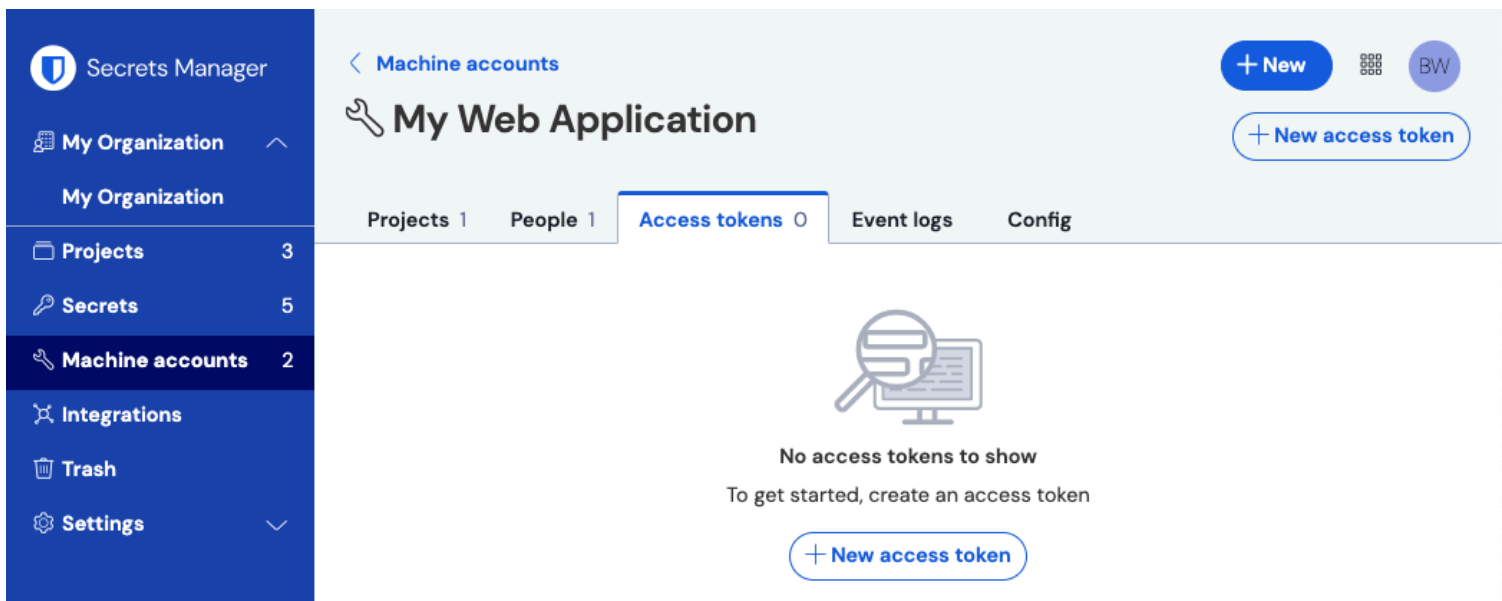 Secrets Manager
My Organization
My Organization
Projects 3
Secrets 5
Machine accounts 2
Integrations
Trash
Settings
Machine accounts
+ New
BW
My Web Application
+ New access token
Projects 1 People 1 Access tokens 0 Event logs Config
No access tokens to show
To get started, create an access token
+ New access token